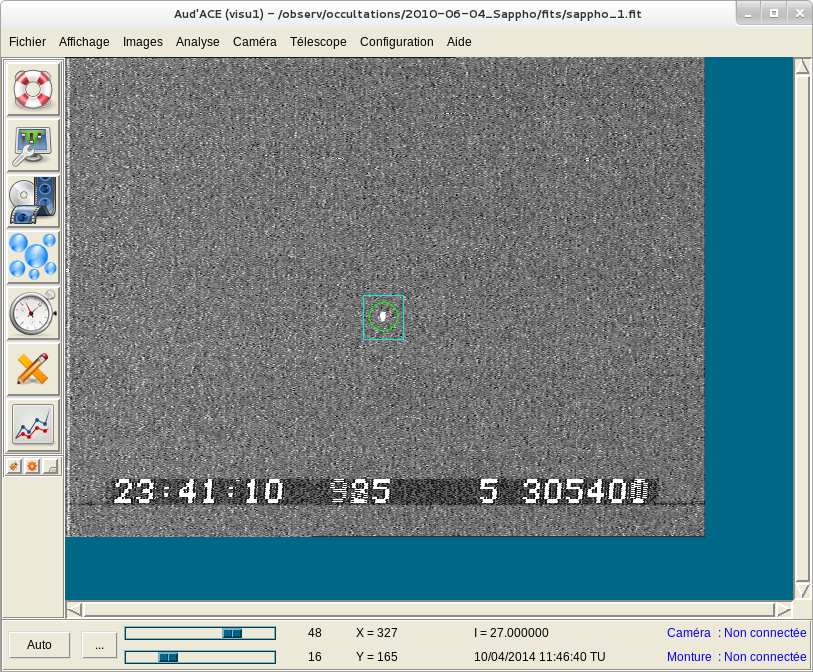 Aud'ACE (visu1) - /observ/occultations/2010-06-04_Sappho/fits/sappho_1.fit
Fichier Affichage Images Analyse Caméra Télescope Configuration Aide
23:41:10 5 305400
Auto ... 48 X = 327 I = 27.000000 Caméra : Non connectée
16 Y = 165 10/04/2014 11:46:40 TU Monture : Non connectée